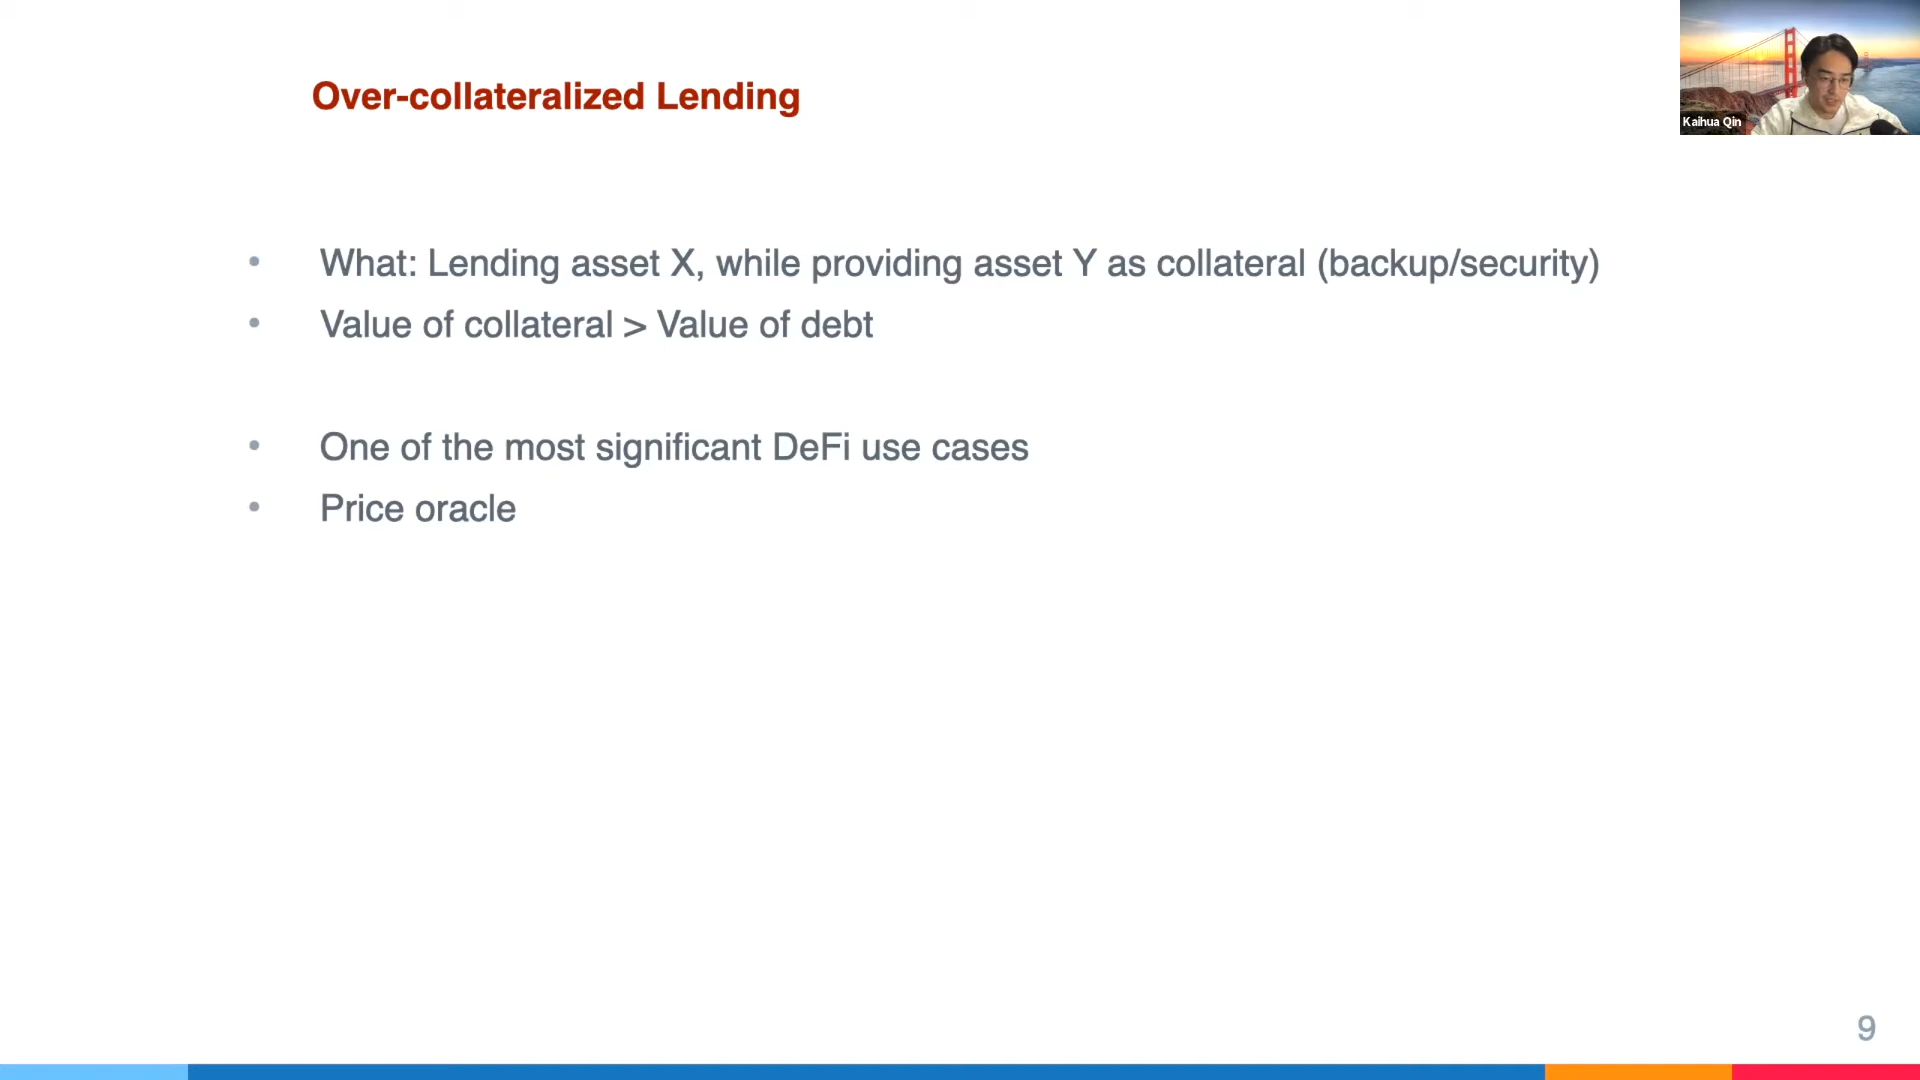 Over-collateralized Lending
Kaihua Qin
• What: Lending asset X, while providing asset Y as collateral (backup/security)
• Value of collateral > Value of debt
• One of the most significant DeFi use cases
• Price oracle
9